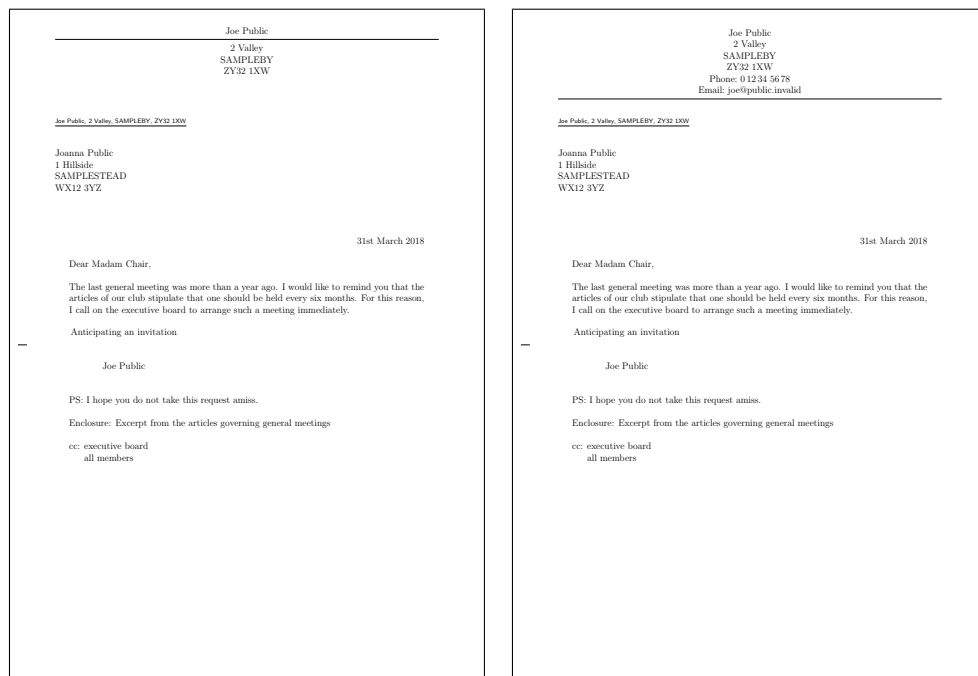 Joe Public
2 Valley
SAMPLEBY
ZY32 1XW
Joe Public, 2 Valley, SAMPLEBY, ZY32 1XW
Joanna Public
1 Hillside
SAMPLESTEAD
WX12 3YZ
31st March 2018
Dear Madam Chair,
The last general meeting was more than a year ago. I would like to remind you that the
articles of our club stipulate that one should be held every six months. For this reason,
I call on the executive board to arrange such a meeting immediately.
Anticipating an invitation
Joe Public
PS: I hope you do not take this request amiss.
Enclosure: Excerpt from the articles governing general meetings
cc: executive board
all members
Joe Public
2 Valley
SAMPLEBY
ZY32 1XW
Phone: 0 12 34 56 78
Email: joe@public.invalid
Joe Public, 2 Valley, SAMPLEBY, ZY32 1XW
Joanna Public
1 Hillside
SAMPLESTEAD
WX12 3YZ
31st March 2018
Dear Madam Chair,
The last general meeting was more than a year ago. I would like to remind you that the
articles of our club stipulate that one should be held every six months. For this reason,
I call on the executive board to arrange such a meeting immediately.
Anticipating an invitation
Joe Public
PS: I hope you do not take this request amiss.
Enclosure: Excerpt from the articles governing general meetings
cc: executive board
all members